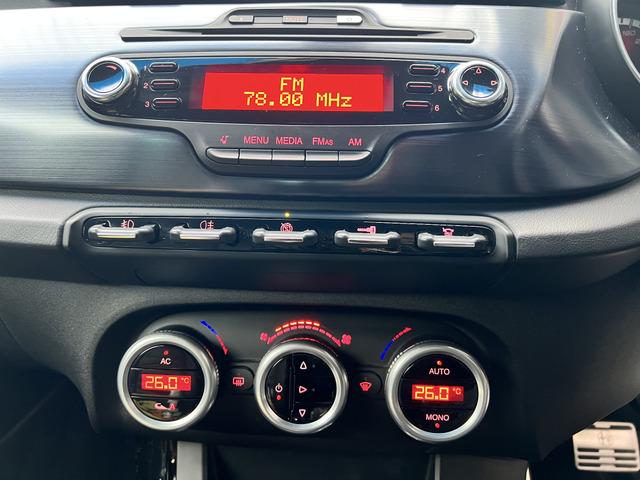 FM
78.00 MHz
1
2
3
4
5
6
MENU MEDIA FMAS AM
AC
26.0 °C
AUTO
26.0 °C
MONO